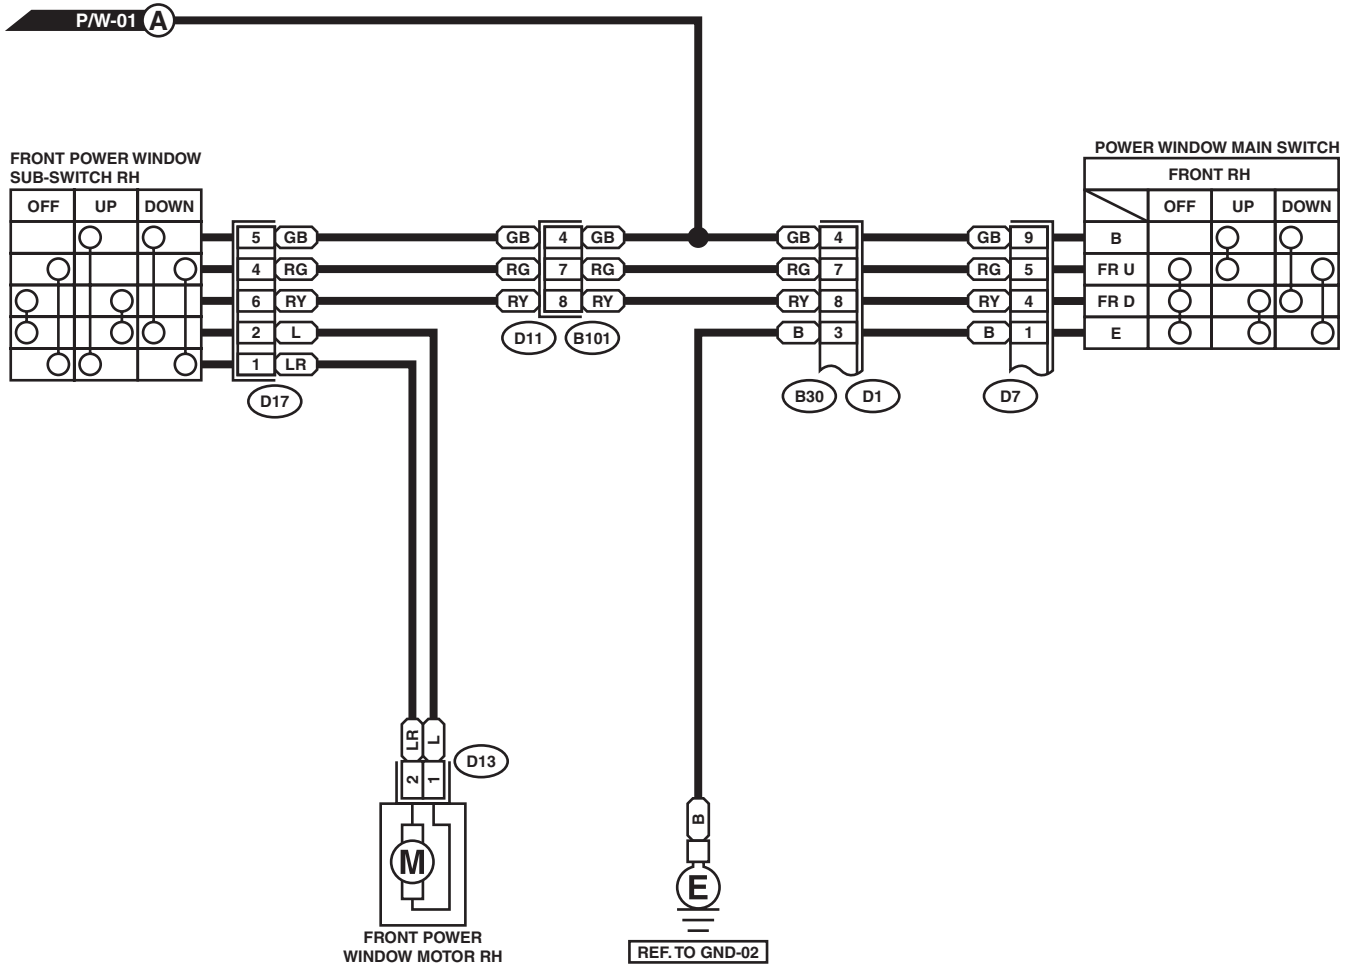 P/W-01 A
FRONT POWER WINDOW
SUB-SWITCH RH
POWER WINDOW MAIN SWITCH
FRONT RH
OFF UP DOWN
OFF UP DOWN
5 GB GB 4 GB GB 4 GB 9 B
4 RG RG 7 RG RG 7 RG 5 FR U
6 RY RY 8 RY RY 8 RY 4 FR D
2 L B 3 B 1 E
1 LR
D11 B101
D17
B30 D1 D7
LR L
2 1
D13
M
FRONT POWER
WINDOW MOTOR RH
B
E
REF. TO GND-02